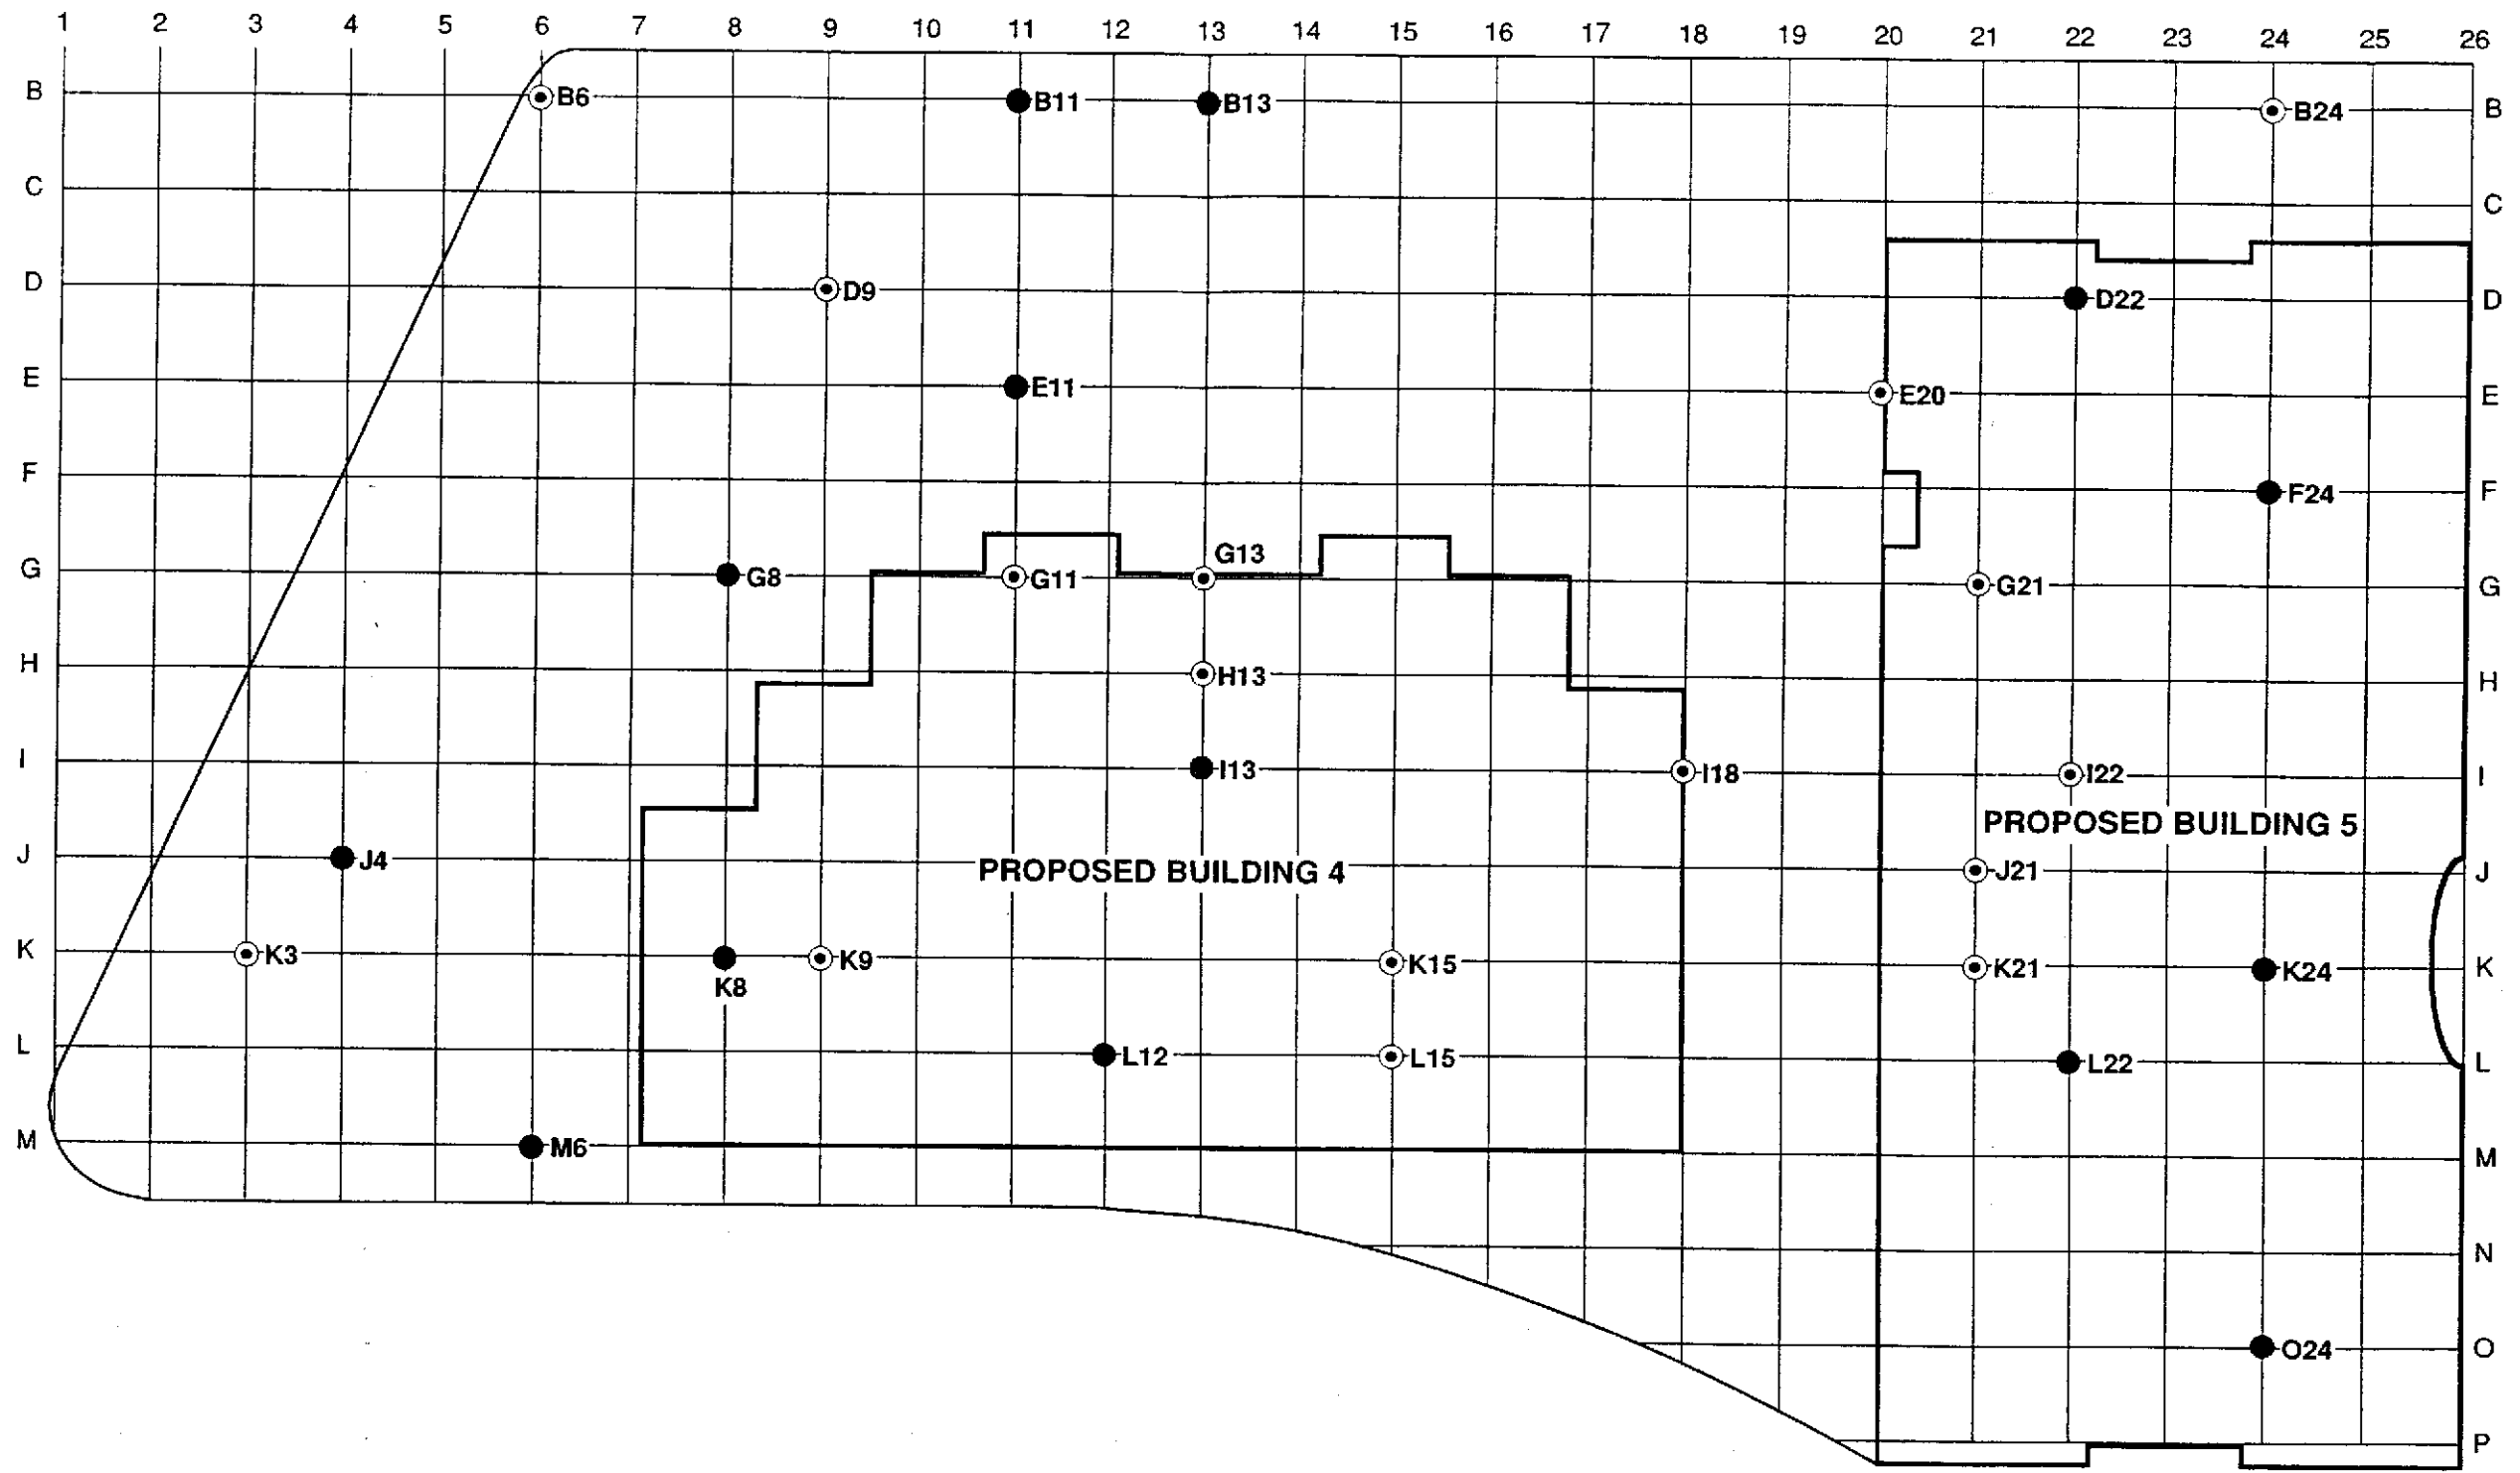 1 2 3 4 5 6 7 8 9 10 11 12 13 14 15 16 17 18 19 20 21 22 23 24 25 26
B B6 B11 B13 B24 B
C C
D D9 D22 D
E E11 E20 E
F F24 F
G13
G G8 G11 G21 G
H H13 H
I I13 I18 I22 I
PROPOSED BUILDING 5
J J4 J21 J
PROPOSED BUILDING 4
K K3 K9 K15 K21 K24 K
K8
L L12 L15 L22 L
M M6 M
N
O24 O
P